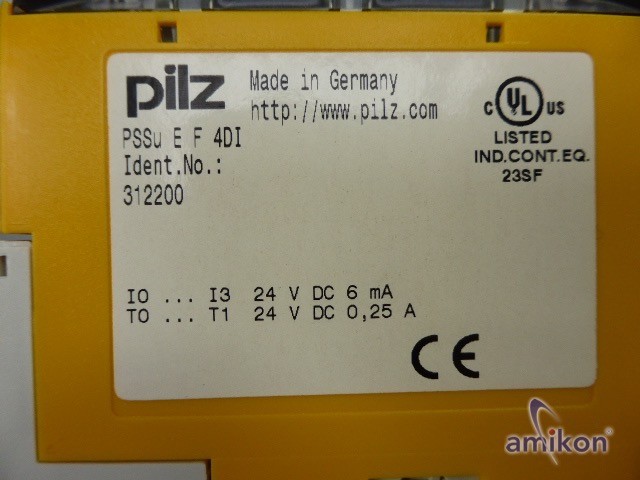 pilz
Made in Germany
http://www.pilz.com
PSSu E F 4DI
Ident.No.:
312200
C UL US
LISTED
IND.CONT.EQ.
23SF
I0 ... I3 24 V DC 6 mA
T0 ... T1 24 V DC 0,25 A
CE
amikon®